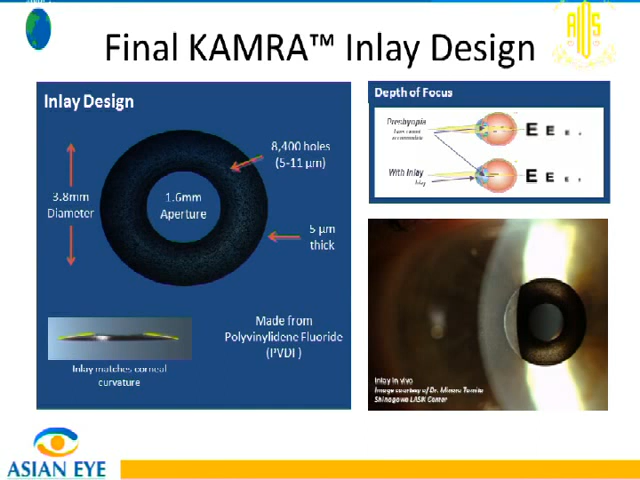 Final KAMRA™ Inlay Design
Inlay Design
8,400 holes
(5-11 µm)
3.8mm
Diameter
1.6mm
Aperture
5 µm
thick
Made from
Polyvinylidene Fluoride
Inlay matches corneal
curvature
Depth of Focus
Presbyopia
E E E
With Inlay
Inlay
E E E
Inlay in vivo
Image courtesy of Dr. Minoru Tomita
Shinagawa LASIK Center
ASIAN EYE